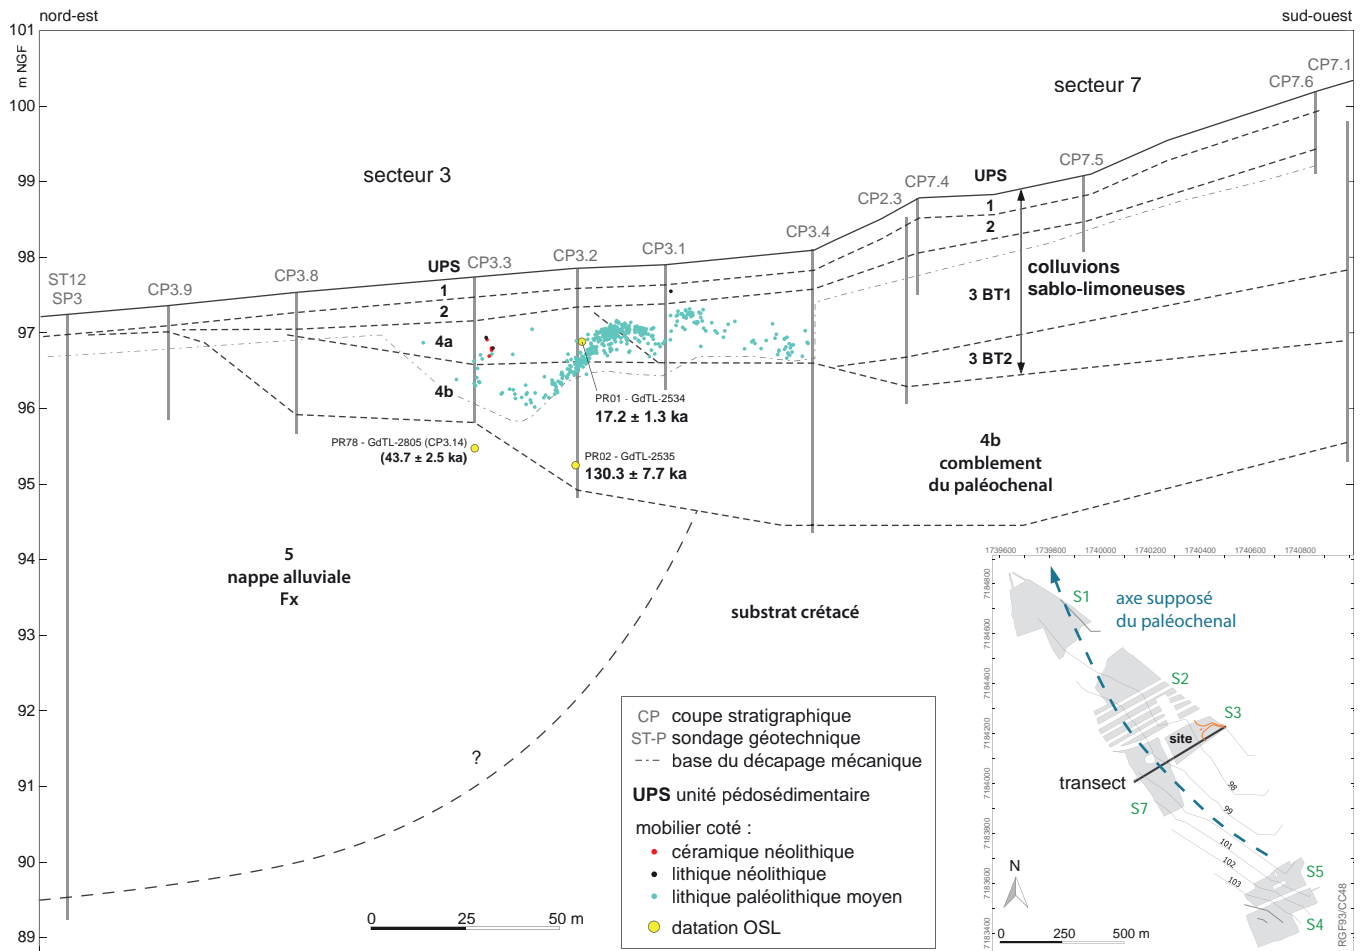 nord-est
sud-ouest
101
m NGF
100
99
98
97
96
95
94
93
92
91
90
89
secteur 3
secteur 7
ST12
SP3
CP3.9
CP3.8
CP3.3
CP3.2
CP3.1
CP3.4
CP2.3
CP7.4
CP7.5
CP7.6
CP7.1
UPS
1
2
4a
4b
UPS
1
2
3 BT1
3 BT2
colluvions
sablo-limoneuses
PR01 - GdTL-2534
17.2 ± 1.3 ka
PR78 - GdTL-2805 (CP3.14)
(43.7 ± 2.5 ka)
PR02 - GdTL-2535
130.3 ± 7.7 ka
4b
comblement
du paléochenal
5
nappe alluviale
Fx
substrat crétacé
?
CP coupe stratigraphique
ST-P sondage géotechnique
base du décapage mécanique
UPS unité pédosédimentaire
mobilier coté :
céramique néolithique
lithique néolithique
lithique paléolithique moyen
datation OSL
0 25 50 m
1739600 1739800 1740000 1740200 1740400 1740600 1740800
7184800
7184600
7184400
7184200
7184000
7183800
7183600
7183400
axe supposé
du paléochenal
S1
S2
S3
site
transect
S7
98
99
101
102
103
S5
S4
N
0 250 500 m
RGF93/CC48